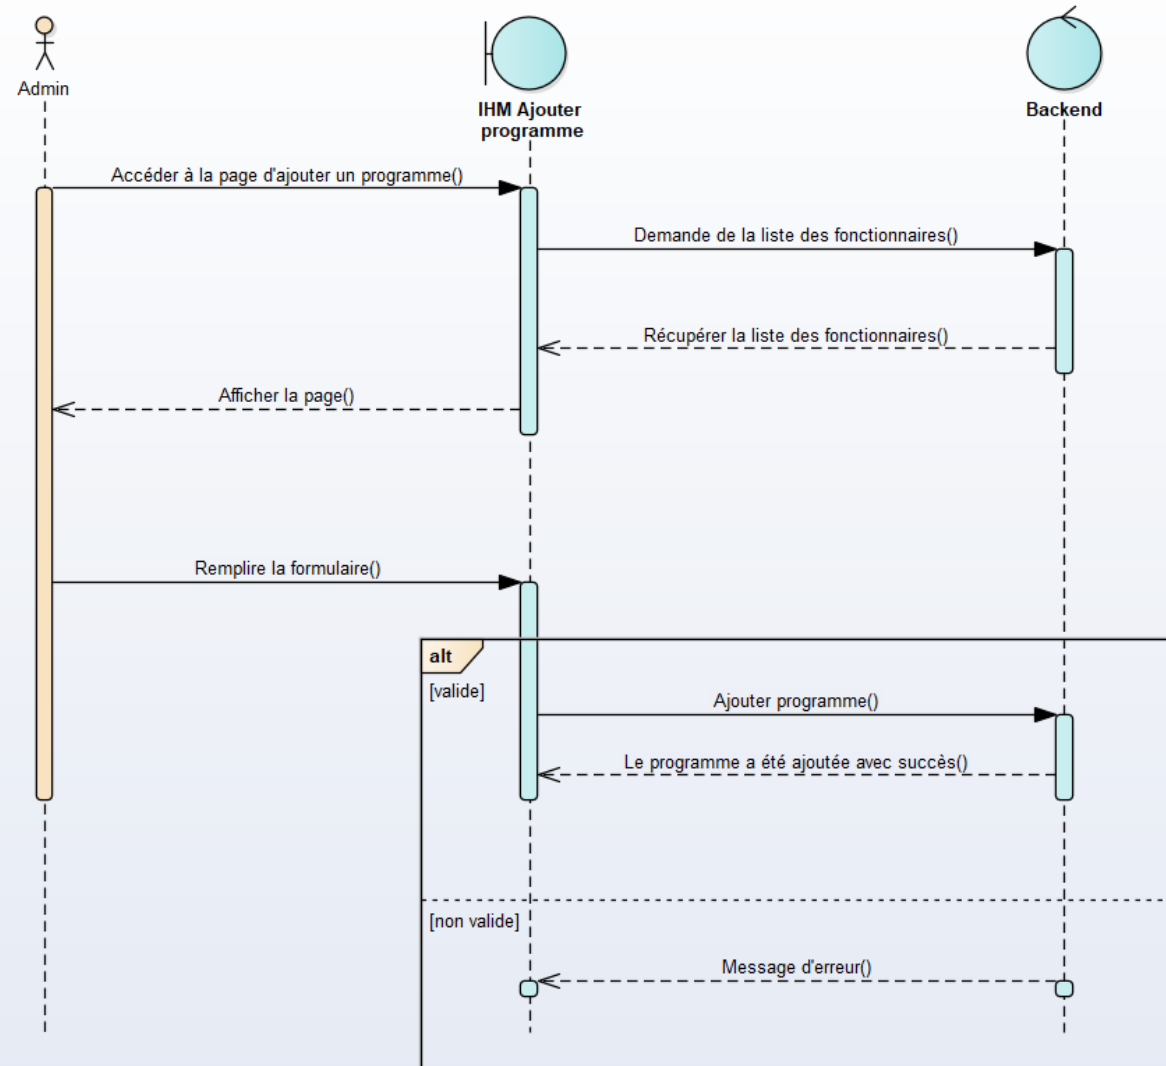 Admin
IHM Ajouter
programme
Backend
Accéder à la page d'ajouter un programme()
Demande de la liste des fonctionnaires()
Récupérer la liste des fonctionnaires()
Afficher la page()
Remplire la formulaire()
alt
[valide]
Ajouter programme()
Le programme a été ajoutée avec succès()
[non valide]
Message d'erreur()